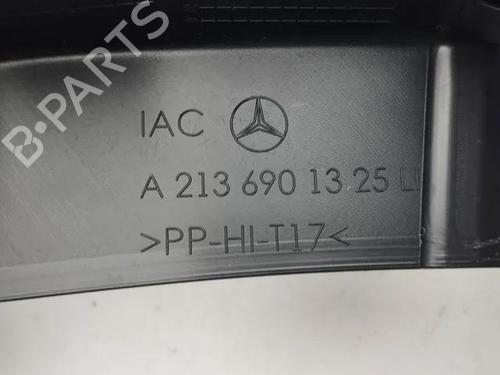 B-PARTS
IAC
A 213 690 13 25
>PP-HI-T17<